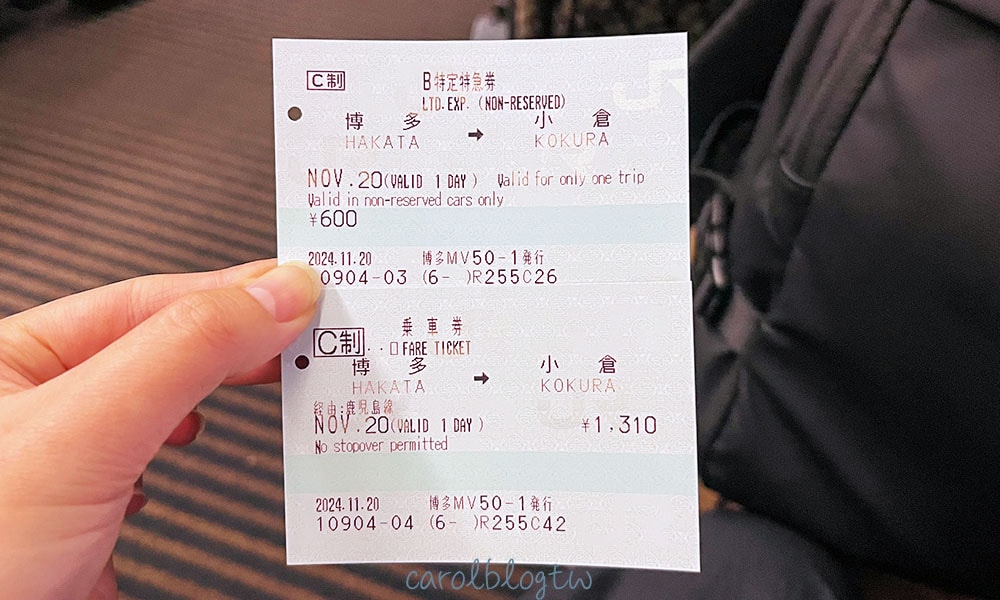 C制
B特定特急券
LTD.EXP. (NON-RESERVED)
博多 → 小倉
HAKATA KOKURA
NOV.20(VALID 1 DAY) Valid for only one trip
Valid in non-reserved cars only
¥600
2024.11.20 博多MV50-1発行
10904-03 (6- )R255C26
C制
乗車券
..□ FARE TICKET
博多 → 小倉
HAKATA KOKURA
経由:鹿児島線
NOV.20(VALID 1 DAY) ¥1,310
No stopover permitted
2024.11.20 博多MV50-1発行
10904-04 (6- )R255C42
carolblogtw